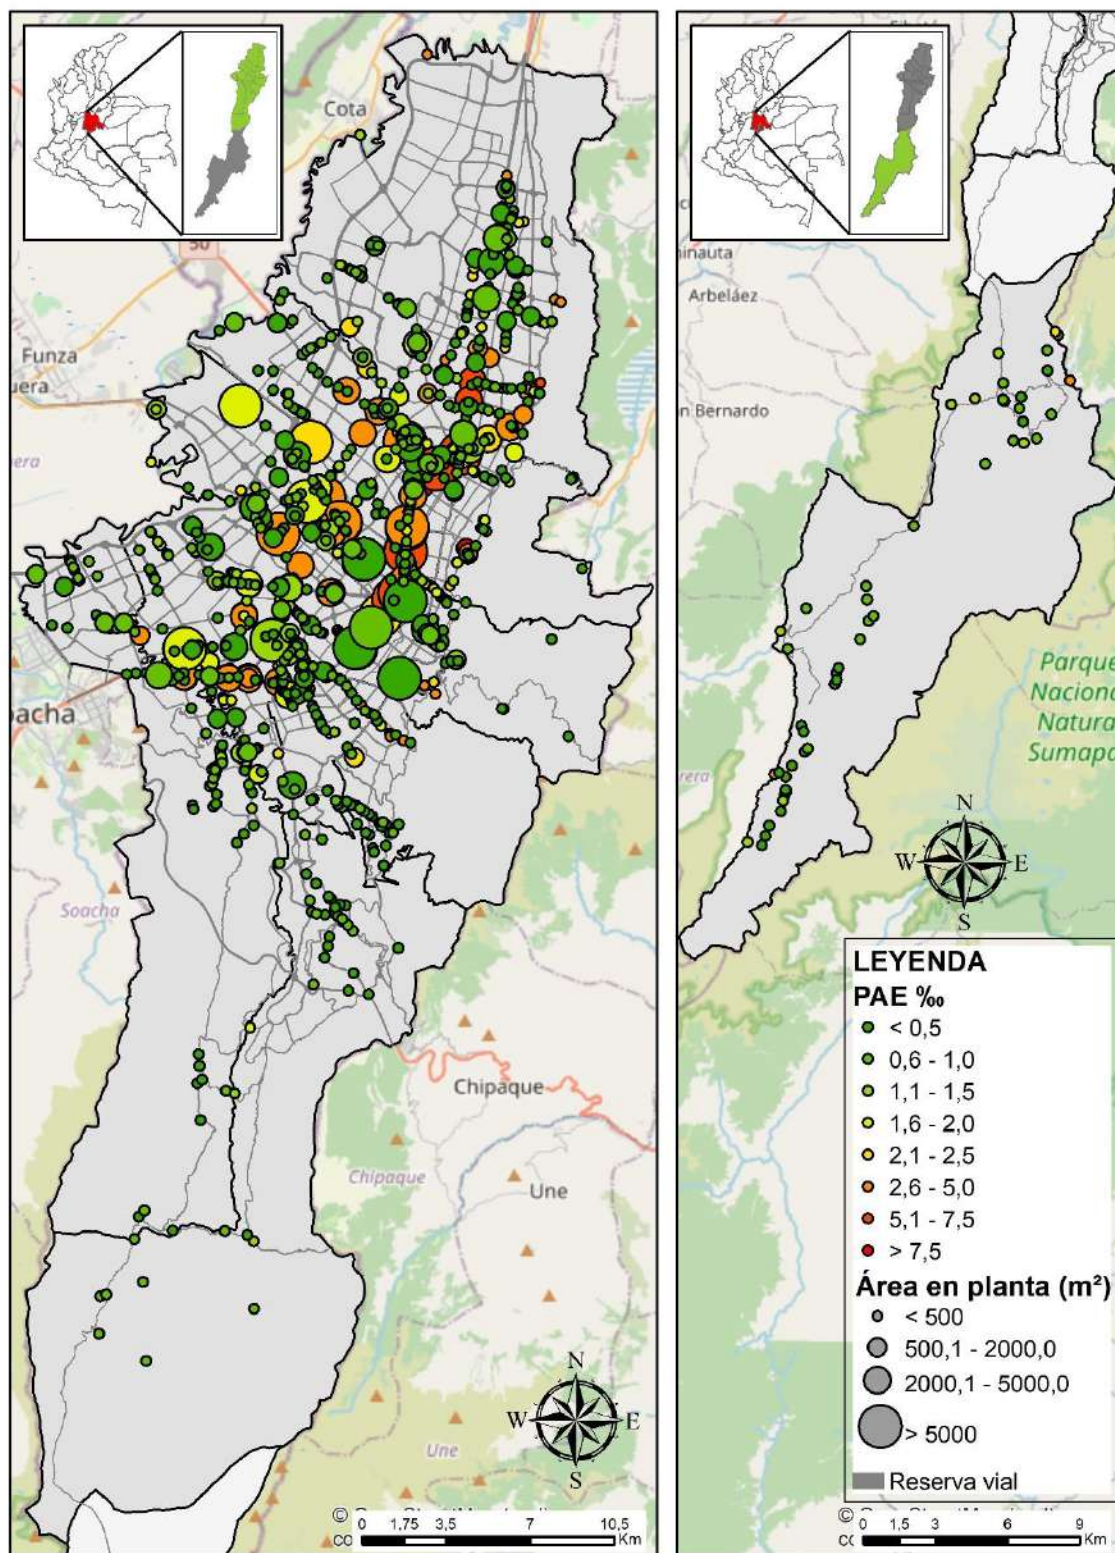 Cota
50
Funza
Chipaque
Soacha
Chipaque
Une
Une
N
W
E
S
©
0
1,75
3,5
7
10,5
Km
Arbeláez
Bernardo
Parque
Naciona
Natura
Sumapa
N
W
E
S
LEYENDA
PAE ‰
< 0,5
0,6 - 1,0
1,1 - 1,5
1,6 - 2,0
2,1 - 2,5
2,6 - 5,0
5,1 - 7,5
> 7,5
Área en planta (m²)
< 500
500,1 - 2000,0
2000,1 - 5000,0
> 5000
Reserva vial
©
0
1,5
3
6
9
Km